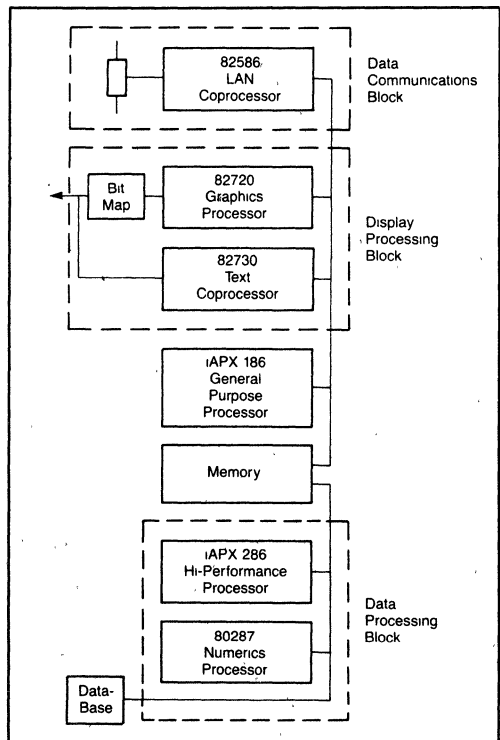 82586
LAN
Coprocessor
Data
Communications
Block
Bit
Map
82720
Graphics
Processor
82730
Text
Coprocessor
Display
Processing
Block
iAPX 186
General
Purpose
Processor
Memory
iAPX 286
Hi-Performance
Processor
80287
Numerics
Processor
Data
Processing
Block
Data-
Base